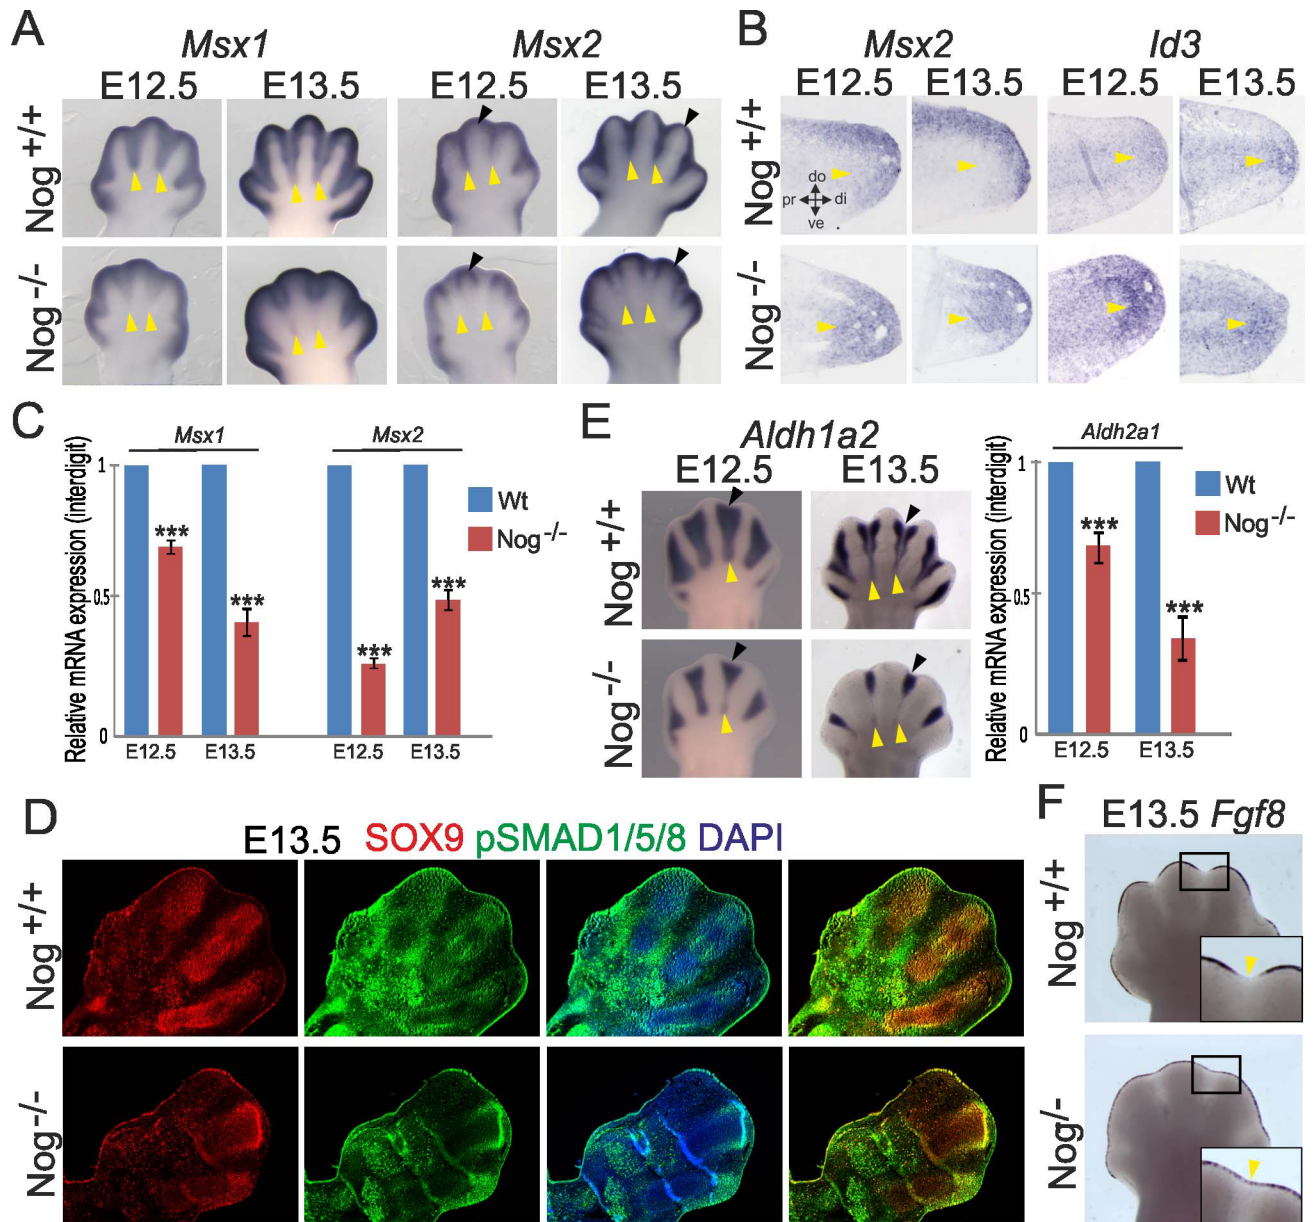 A
Msx1 Msx2
E12.5 E13.5 E12.5 E13.5
Nog +/+
Nog -/-
B
Msx2 Id3
E12.5 E13.5 E12.5 E13.5
Nog +/+
do
pr di
ve
Nog -/-
C
Relative mRNA expression (interdigit)
Msx1 Msx2
1
0.5
0
*** *** *** ***
E12.5 E13.5 E12.5 E13.5
Wt
Nog -/-
E
Aldh1a2
E12.5 E13.5
Nog +/+
Nog -/-
Relative mRNA expression (interdigit)
Aldh2a1
1
0.5
0
*** ***
E12.5 E13.5
Wt
Nog -/-
D
E13.5 SOX9 pSMAD1/5/8 DAPI
Nog +/+
Nog -/-
F
E13.5 Fgf8
Nog +/+
Nog/-